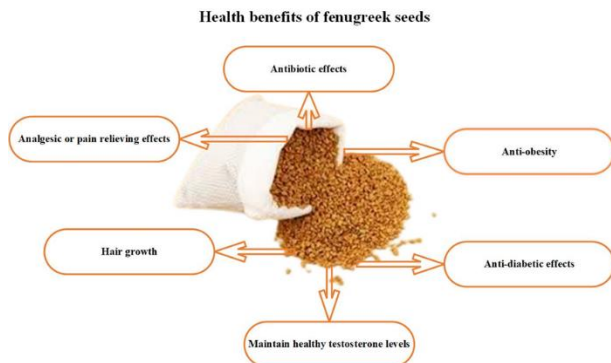 Health benefits of fenugreek seeds
Antibiotic effects
Analgesic or pain relieving effects
Anti-obesity
Hair growth
Anti-diabetic effects
Maintain healthy testosterone levels